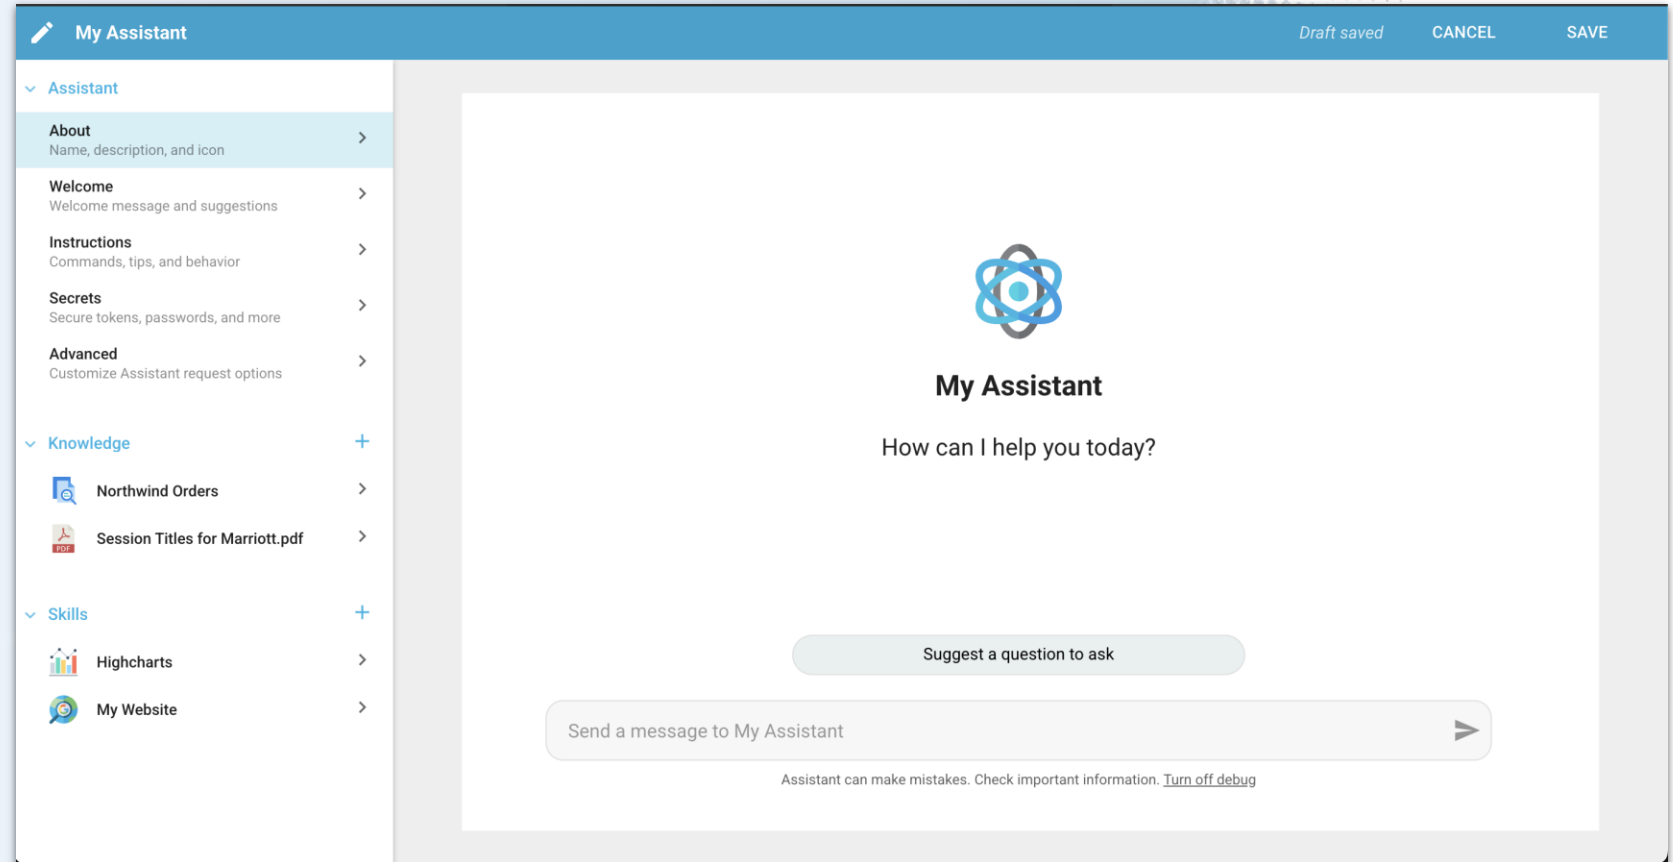 My Assistant
Draft saved
CANCEL
SAVE
Assistant
About
Name, description, and icon
Welcome
Welcome message and suggestions
Instructions
Commands, tips, and behavior
Secrets
Secure tokens, passwords, and more
Advanced
Customize Assistant request options
Knowledge
Northwind Orders
PDF
Session Titles for Marriott.pdf
Skills
Highcharts
My Website
My Assistant
How can I help you today?
Suggest a question to ask
Send a message to My Assistant
Assistant can make mistakes. Check important information. Turn off debug